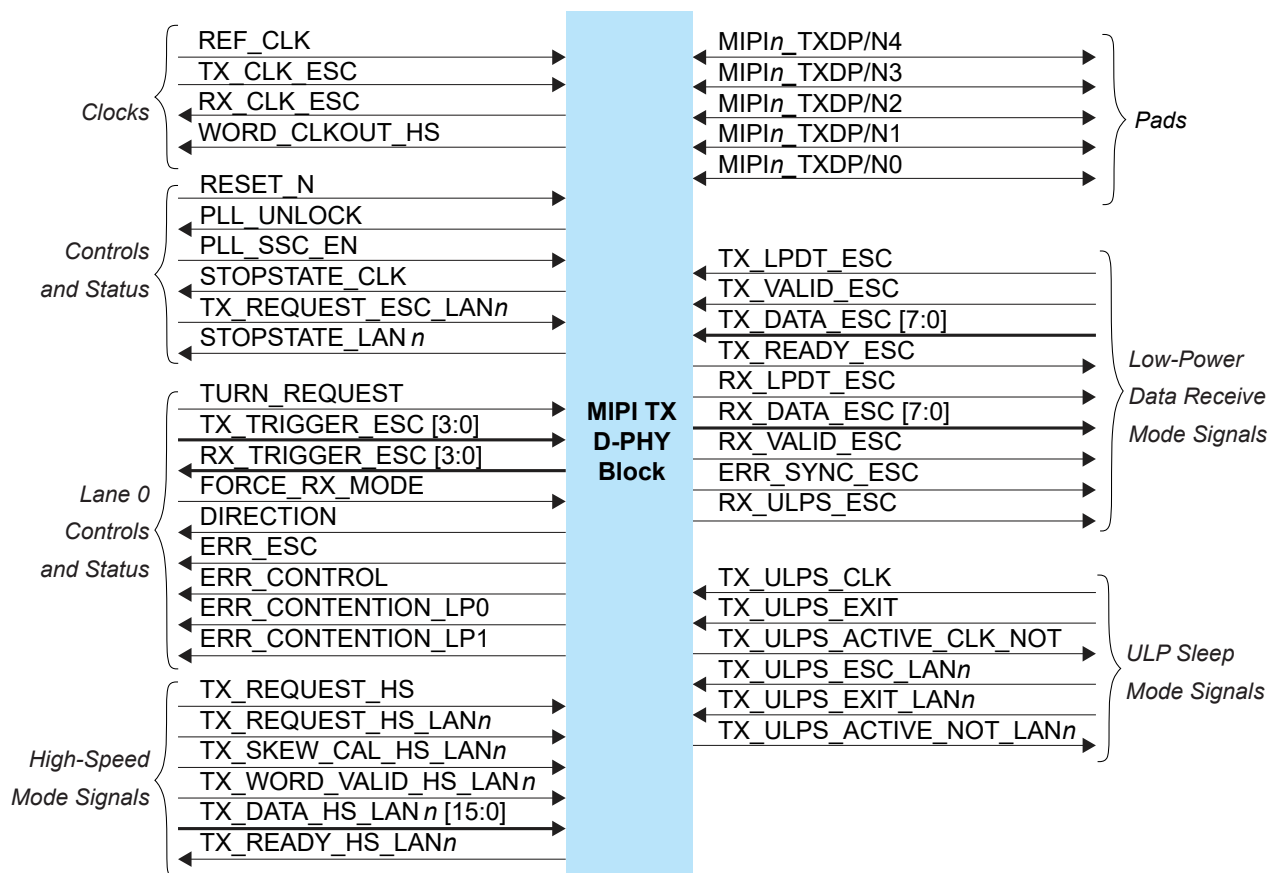 Clocks
REF_CLK
TX_CLK_ESC
RX_CLK_ESC
WORD_CLKOUT_HS
Controls
and Status
RESET_N
PLL_UNLOCK
PLL_SSC_EN
STOPSTATE_CLK
TX_REQUEST_ESC_LANn
STOPSTATE_LAN n
Lane 0
Controls
and Status
TURN_REQUEST
TX_TRIGGER_ESC [3:0]
RX_TRIGGER_ESC [3:0]
FORCE_RX_MODE
DIRECTION
ERR_ESC
ERR_CONTROL
ERR_CONTENTION_LP0
ERR_CONTENTION_LP1
High-Speed
Mode Signals
TX_REQUEST_HS
TX_REQUEST_HS_LANn
TX_SKEW_CAL_HS_LANn
TX_WORD_VALID_HS_LANn
TX_DATA_HS_LAN n [15:0]
TX_READY_HS_LANn
MIPI TX
D-PHY
Block
MIPIn_TXDP/N4
MIPIn_TXDP/N3
MIPIn_TXDP/N2
MIPIn_TXDP/N1
MIPIn_TXDP/N0
Pads
TX_LPDT_ESC
TX_VALID_ESC
TX_DATA_ESC [7:0]
TX_READY_ESC
RX_LPDT_ESC
RX_DATA_ESC [7:0]
RX_VALID_ESC
ERR_SYNC_ESC
RX_ULPS_ESC
Low-Power
Data Receive
Mode Signals
TX_ULPS_CLK
TX_ULPS_EXIT
TX_ULPS_ACTIVE_CLK_NOT
TX_ULPS_ESC_LANn
TX_ULPS_EXIT_LANn
TX_ULPS_ACTIVE_NOT_LANn
ULP Sleep
Mode Signals